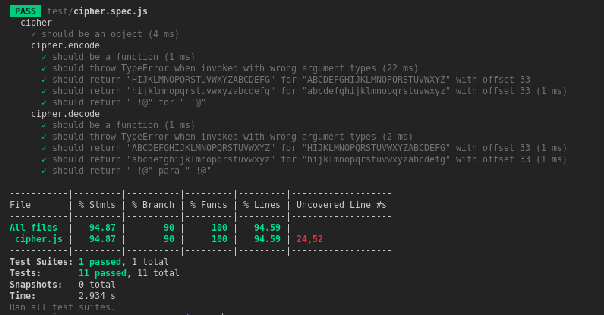 PASS test/cipher.spec.js
cipher
✓ should be an object (4 ms)
cipher.encode
✓ should be a function (1 ms)
✓ should throw TypeError when invoked with wrong argument types (22 ms)
✓ should return "HIJKLMNOPQRSTUVWXYZABCDEFG" for "ABCDEFGHIJKLMNOPQRSTUVWXYZ" with offset 33
✓ should return "hijklmnopqrstuvwxyzabcdefg" for "abcdefghijklmnopqrstuvwxyz" with offset 33 (1 ms)
✓ should return " !@" for " !@"
cipher.decode
✓ should be a function (1 ms)
✓ should throw TypeError when invoked with wrong argument types (2 ms)
✓ should return "ABCDEFGHIJKLMNOPQRSTUVWXYZ" for "HIJKLMNOPQRSTUVWXYZABCDEFG" with offset 33 (1 ms)
✓ should return "abcdefghijklmnopqrstuvwxyz" for "hijklmnopqrstuvwxyzabcdefg" with offset 33 (1 ms)
✓ should return " !@" para " !@"
-----------|---------|----------|---------|---------|-------------------
File       | % Stmts | % Branch | % Funcs | % Lines | Uncovered Line #s
-----------|---------|----------|---------|---------|-------------------
All files  |   94.87 |       90 |     100 |   94.59 |
 cipher.js |   94.87 |       90 |     100 |   94.59 | 24,52
-----------|---------|----------|---------|---------|-------------------
Test Suites: 1 passed, 1 total
Tests:       11 passed, 11 total
Snapshots:   0 total
Time:        2.934 s
Ran all test suites.